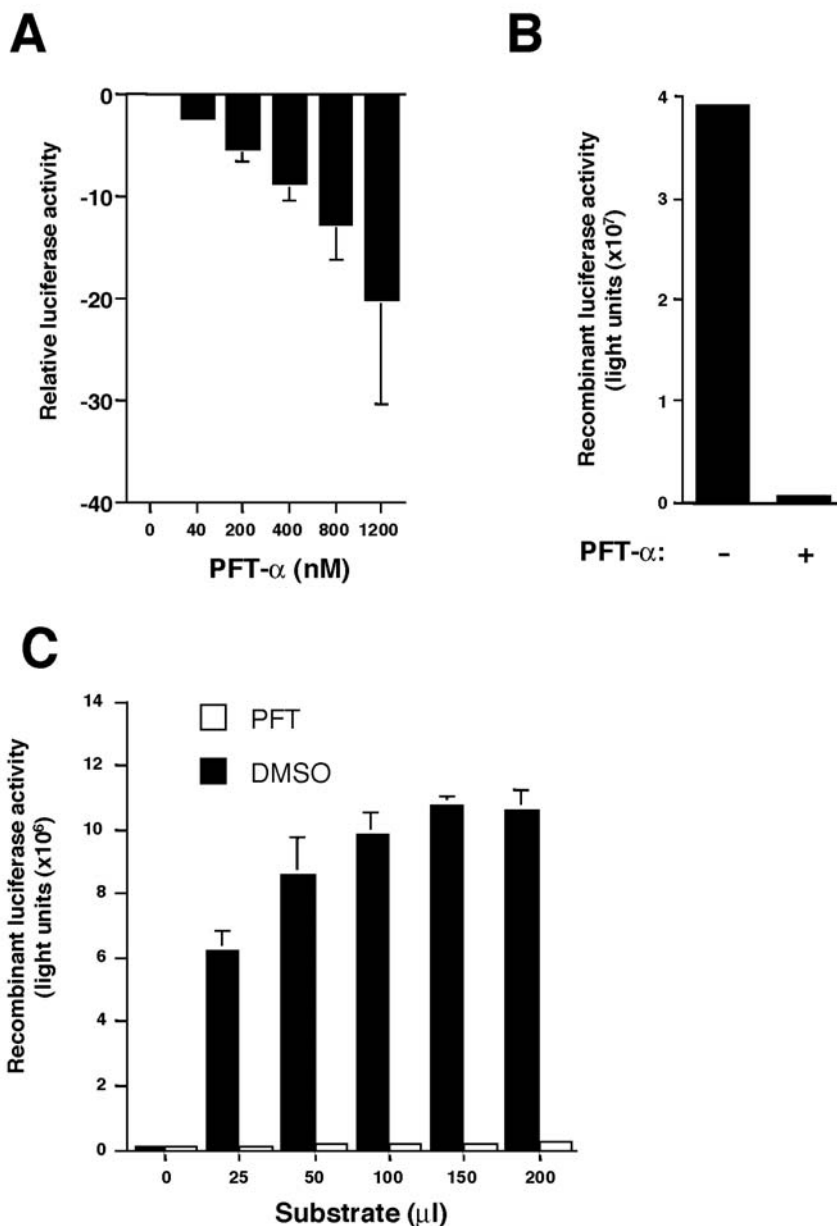 A
Relative luciferase activity
0
-10
-20
-30
-40
0 40 200 400 800 1200
PFT-α (nM)
B
Recombinant luciferase activity
(light units (x10⁷)
4
3
2
1
0
PFT-α: - +
C
Recombinant luciferase activity
(light units (x10⁶)
14
12
10
8
6
4
2
0
PFT
DMSO
0 25 50 100 150 200
Substrate (μl)